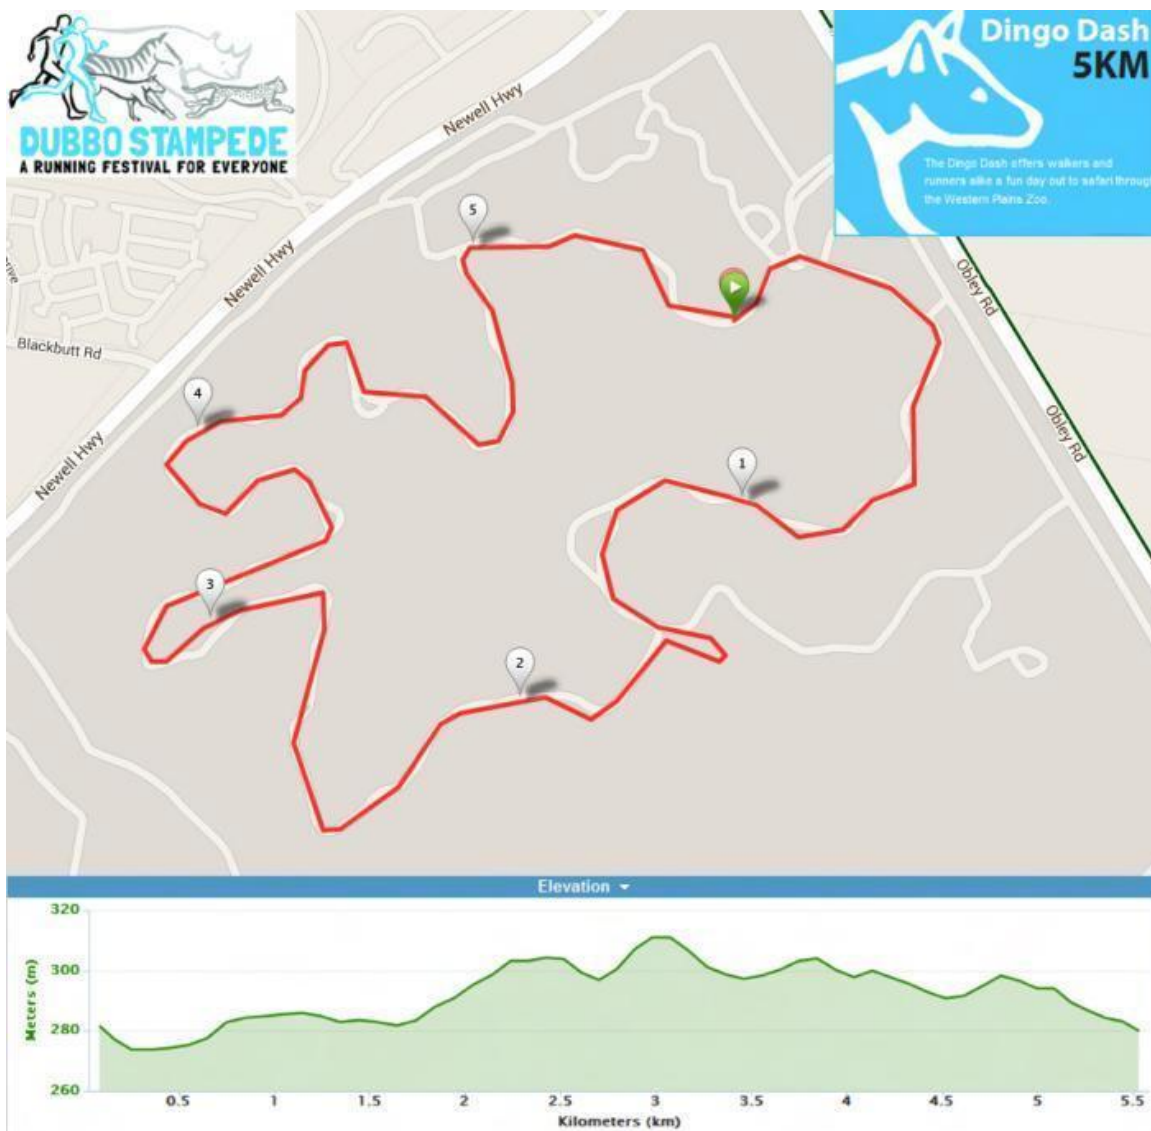 DUBBO STAMPEDE
A RUNNING FESTIVAL FOR EVERYONE
Dingo Dash
5KM
The Dingo Dash offers walkers and
runners alike a fun day out to safari through
the Western Plains Zoo.
Newell Hwy
Newell Hwy
Newell Hwy
Blackbutt Rd
Obley Rd
Obley Rd
5
4
1
3
2
Elevation
320
300
280
260
Meters (m)
0.5 1 1.5 2 2.5 3 3.5 4 4.5 5 5.5
Kilometers (km)